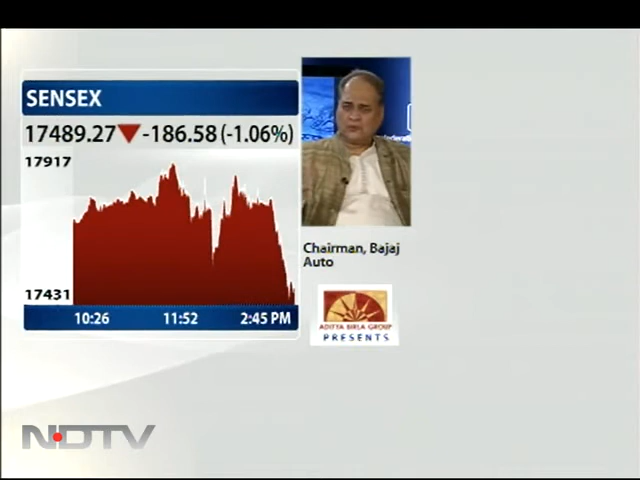 SENSEX
17489.27▼-186.58(-1.06%)
17917
17431
10:26 11:52 2:45 PM
ederation
Chairman, Bajaj
Auto
ADITYA BIRLA GROUP
PRESENTS
NDTV